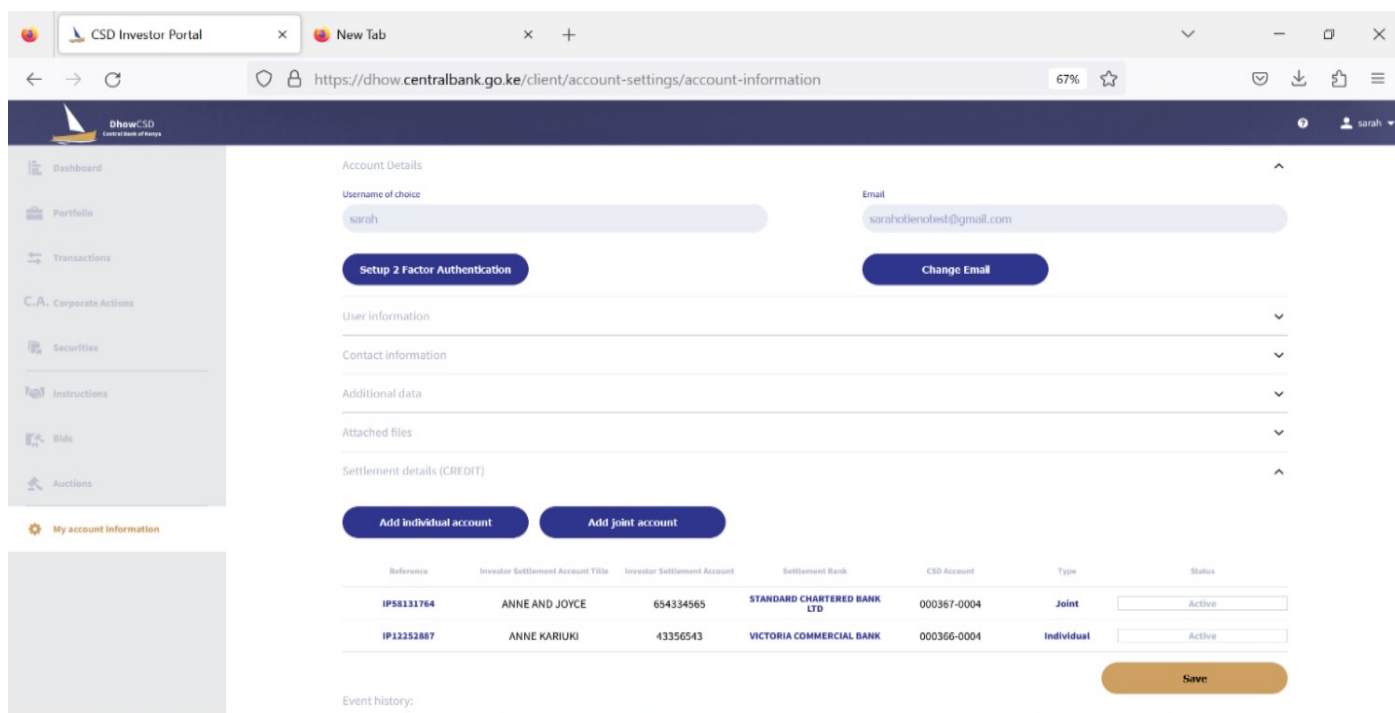 CSD Investor Portal
New Tab
https://dhow.centralbank.go.ke/client/account-settings/account-information
67%
DhowCSD
Central Bank of Kenya
sarah
Dashboard
Portfolio
Transactions
C.A. Corporate Actions
Securities
Instructions
Bids
Auctions
My account information
Account Details
Username of choice Email
sarah sarahotienotest@gmail.com
Setup 2 Factor Authentication Change Email
User information
Contact information
Additional data
Attached files
Settlement details (CREDIT)
Add individual account Add joint account
Reference Investor Settlement Account Title Investor Settlement Account Settlement Bank CSD Account Type Status
IP58131764 ANNE AND JOYCE 654334565 STANDARD CHARTERED BANK LTD 000367-0004 Joint Active
IP12252887 ANNE KARIUKI 43356543 VICTORIA COMMERCIAL BANK 000366-0004 Individual Active
Save
Event history: